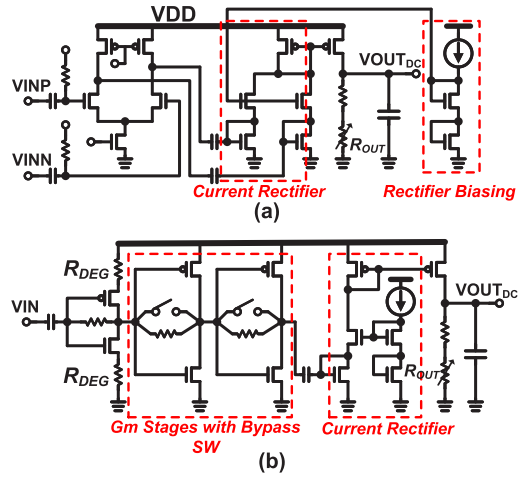 VDD
VINP
VINN
VOUTDC
ROUT
Current Rectifier
Rectifier Biasing
(a)
RDEG
VIN
RDEG
VOUTDC
ROUT
Gm Stages with Bypass
SW
Current Rectifier
(b)